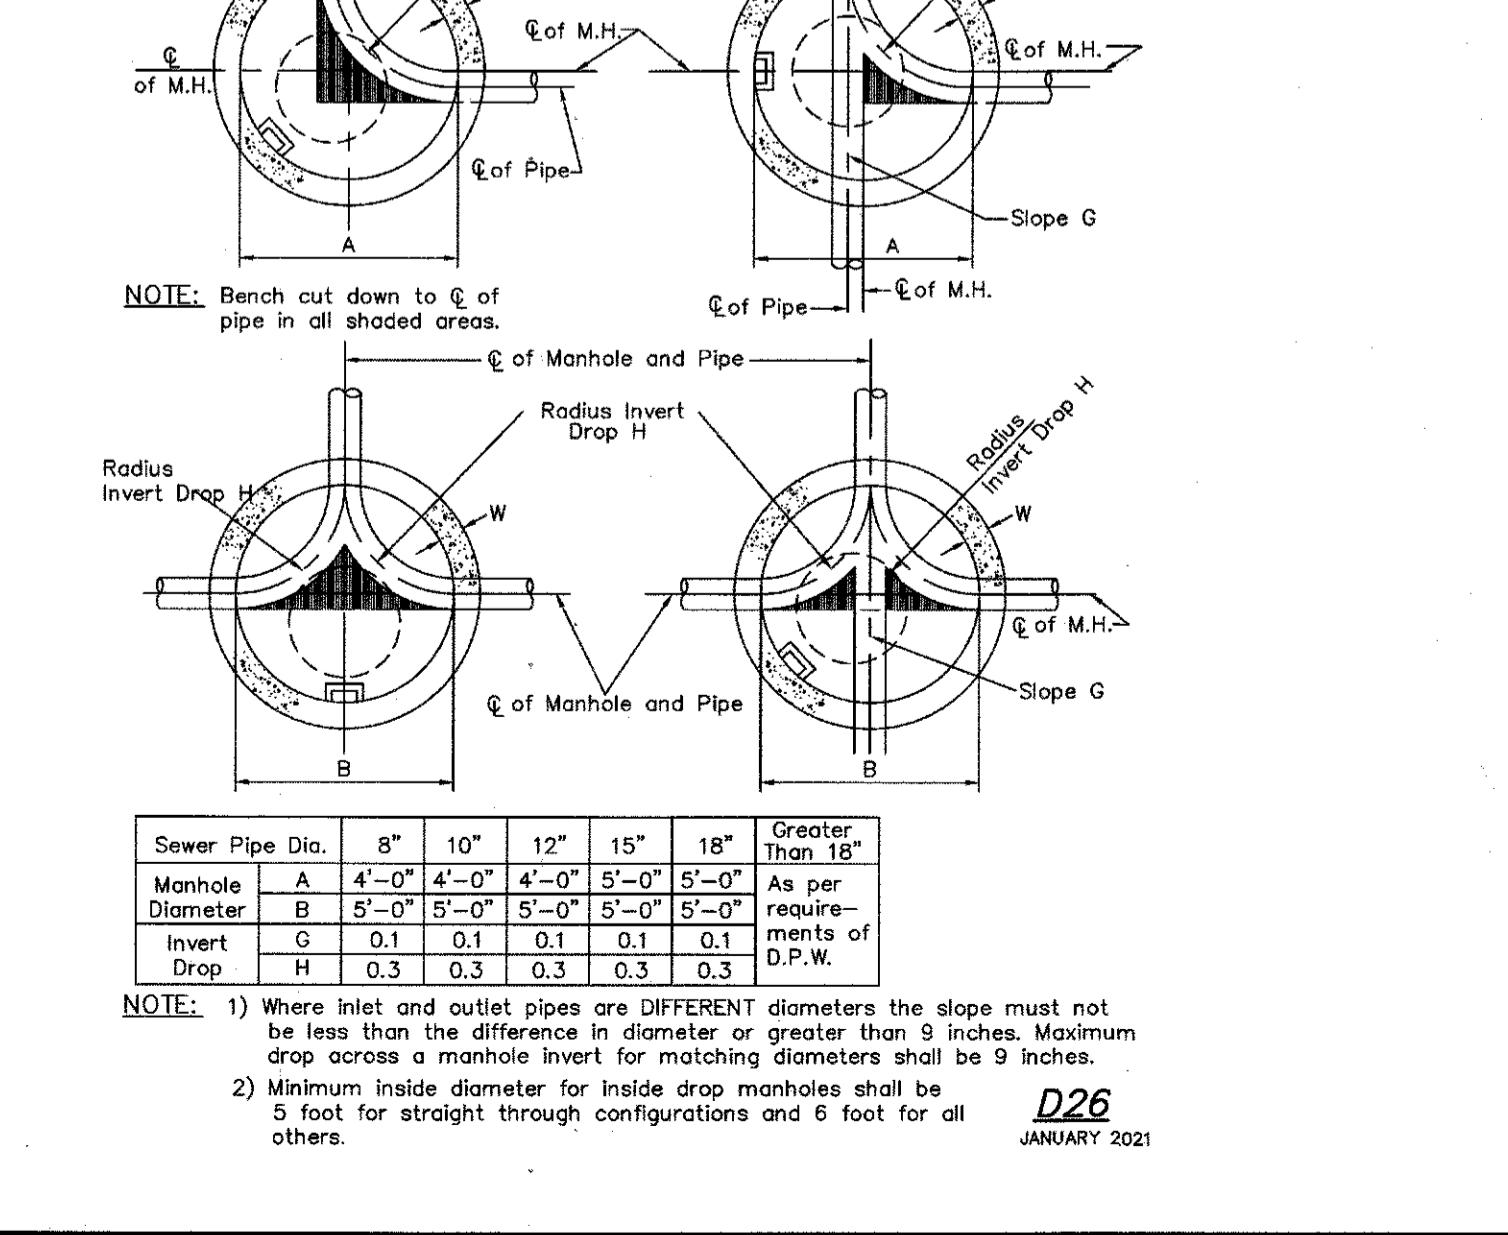 ℄ of M.H.
℄
of M.H.
℄ of M.H.
℄ of Pipe
Slope G
A
A
℄ of M.H.
℄ of Pipe
NOTE: Bench cut down to ℄ of
pipe in all shaded areas.
℄ of Manhole and Pipe
Radius Invert
Drop H
Radius
Invert Drop H
Radius
Invert Drop H
W
W
℄ of M.H.
Slope G
℄ of Manhole and Pipe
B
B
Sewer Pipe Dia. 8" 10" 12" 15" 18" Greater Than 18"
Manhole Diameter A 4'-0" 4'-0" 4'-0" 5'-0" 5'-0" As per require-ments of D.P.W.
B 5'-0" 5'-0" 5'-0" 5'-0" 5'-0"
Invert Drop G 0.1 0.1 0.1 0.1 0.1
H 0.3 0.3 0.3 0.3 0.3
NOTE: 1) Where inlet and outlet pipes are DIFFERENT diameters the slope must not
be less than the difference in diameter or greater than 9 inches. Maximum
drop across a manhole invert for matching diameters shall be 9 inches.
2) Minimum inside diameter for inside drop manholes shall be
5 foot for straight through configurations and 6 foot for all
others.
D26
JANUARY 2021